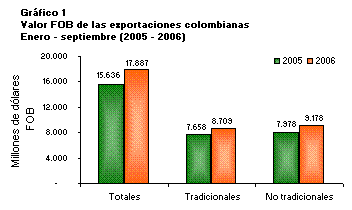 Gráfico 1
Valor FOB de las exportaciones colombianas
Enero - septiembre (2005 - 2006)
Millones de dólares
FOB
20.000
16.000
12.000
8.000
4.000
-
2005 2006
15.636 17.887
7.658 8.709
7.978 9.178
Totales Tradicionales No tradicionales